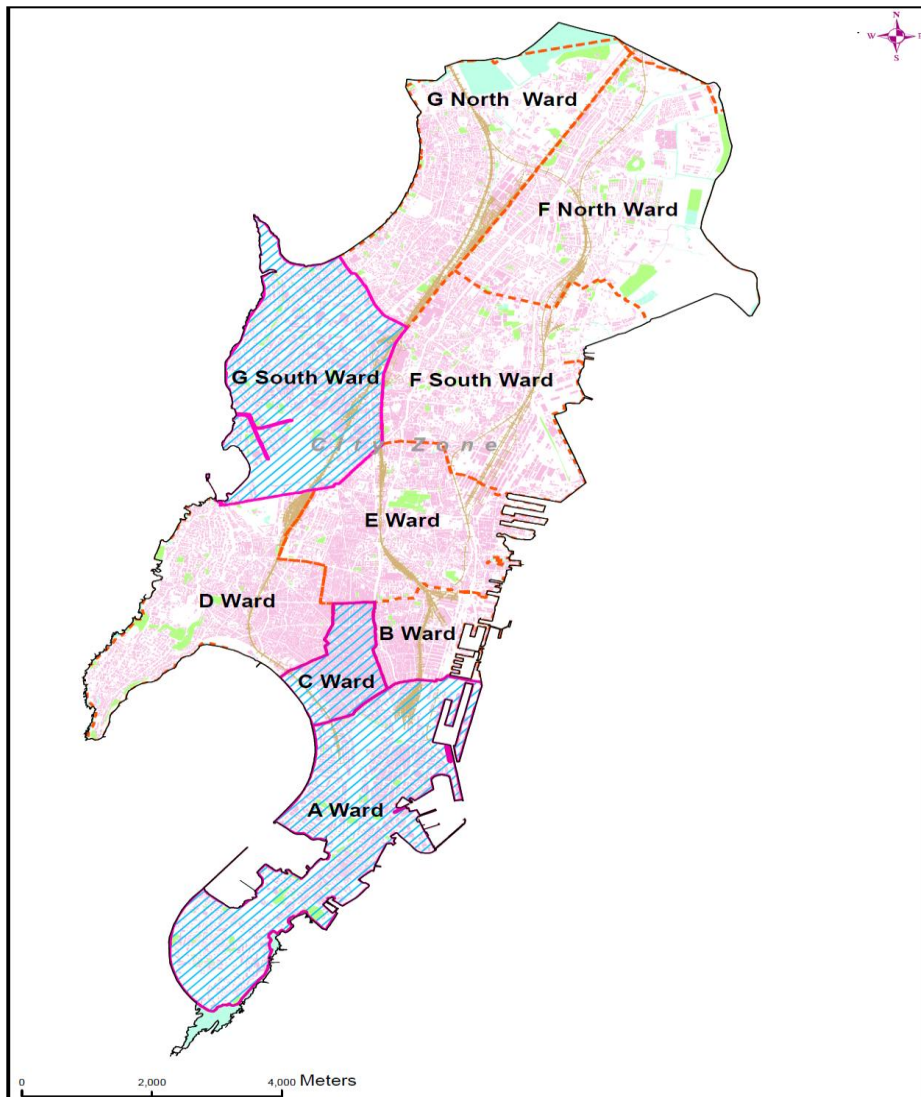 N
W E
S
G North Ward
F North Ward
G South Ward
F South Ward
City Zone
E Ward
D Ward
B Ward
C Ward
A Ward
0 2,000 4,000 Meters